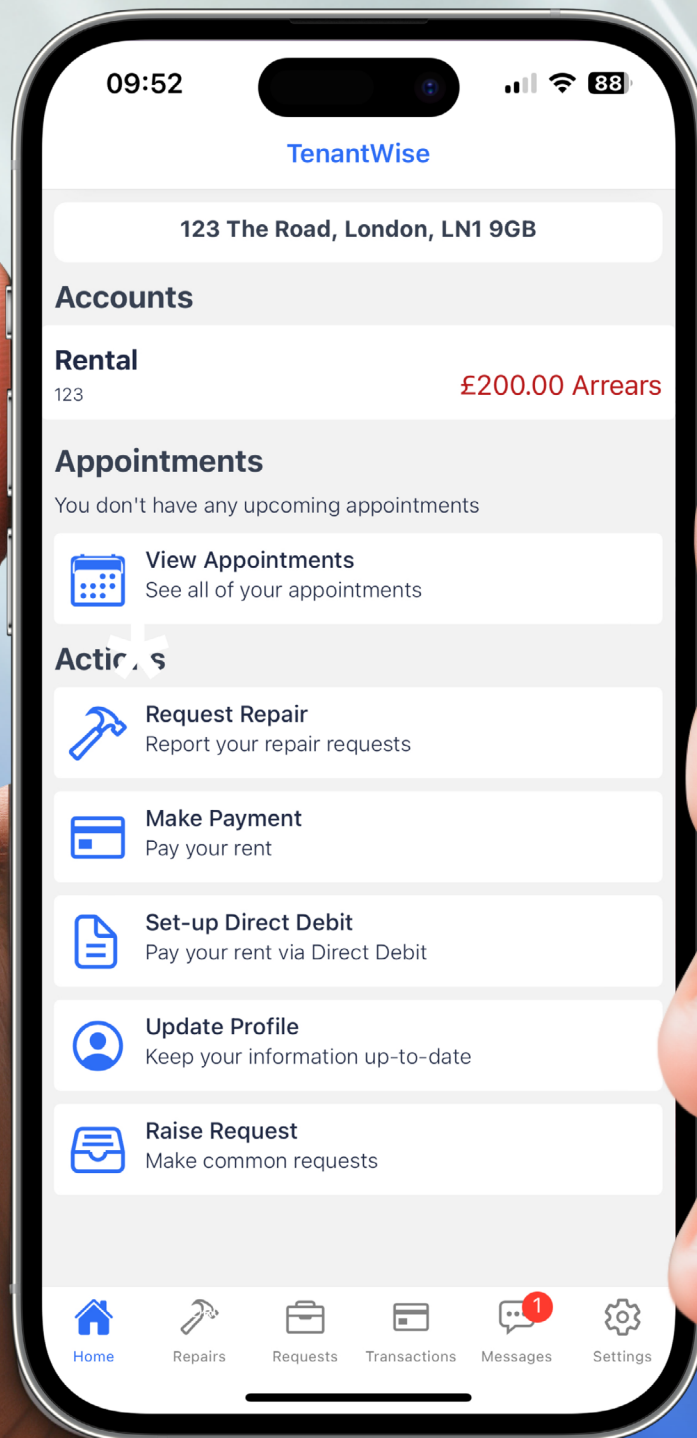 09:52
88
TenantWise
123 The Road, London, LN1 9GB
Accounts
Rental
123
£200.00 Arrears
Appointments
You don't have any upcoming appointments
View Appointments
See all of your appointments
Request Repair
Report your repair requests
Make Payment
Pay your rent
Set-up Direct Debit
Pay your rent via Direct Debit
Update Profile
Keep your information up-to-date
Raise Request
Make common requests
1
Home
Repairs
Requests
Transactions
Messages
Settings